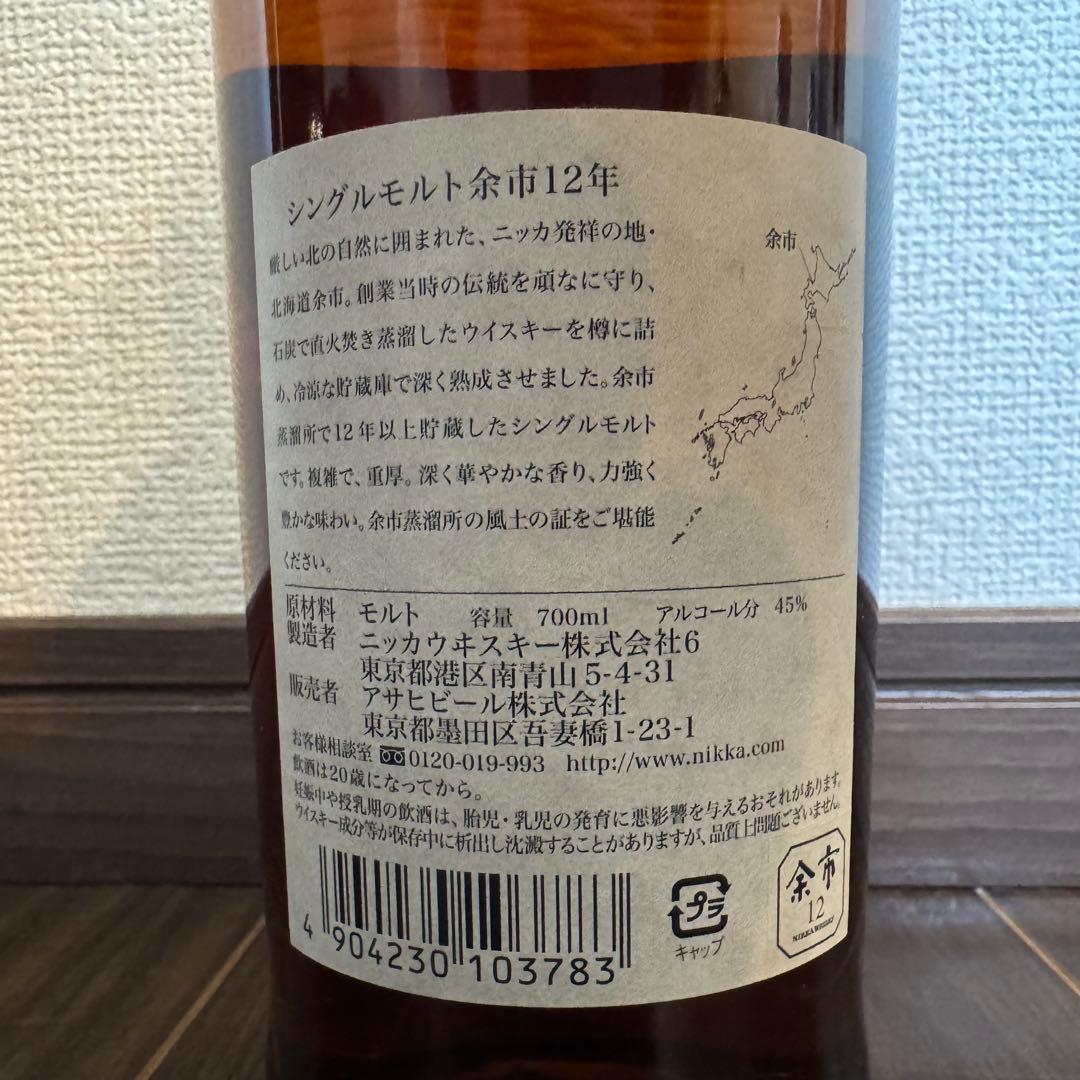 シングルモルト余市12年
厳しい北の自然に囲まれた、ニッカ発祥の地・
北海道余市。創業当時の伝統を頑なに守り、
石炭で直火焚き蒸溜したウイスキーを樽に詰
め、冷涼な貯蔵庫で深く熟成させました。余市
蒸溜所で12年以上貯蔵したシングルモルト
です。複雑で、重厚。深く華やかな香り、力強く
豊かな味わい。余市蒸溜所の風土の証をご堪能
ください。
余市
原材料 モルト 容量 700ml アルコール分 45%
製造者 ニッカウヰスキー株式会社6
東京都港区南青山5-4-31
販売者 アサヒビール株式会社
東京都墨田区吾妻橋1-23-1
お客様相談室 0120-019-993 http://www.nikka.com
飲酒は20歳になってから。
妊娠中や授乳期の飲酒は、胎児・乳児の発育に悪影響を与えるおそれがあります。
ウイスキー成分等が保存中に析出し沈澱することがありますが、品質上問題ございません。
4 904230 103783
プラ
キャップ
余市
12
NIKKA WHISKY